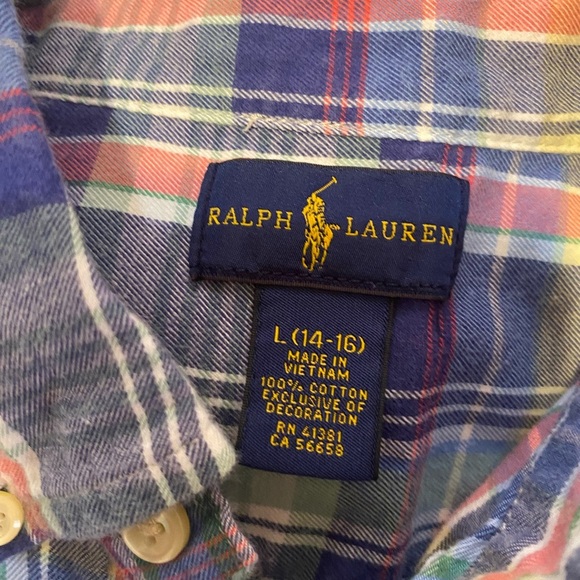 RALPH LAUREN
L (14-16)
MADE IN
VIETNAM
100% COTTON
EXCLUSIVE OF
DECORATION
RN 41381
CA 56658